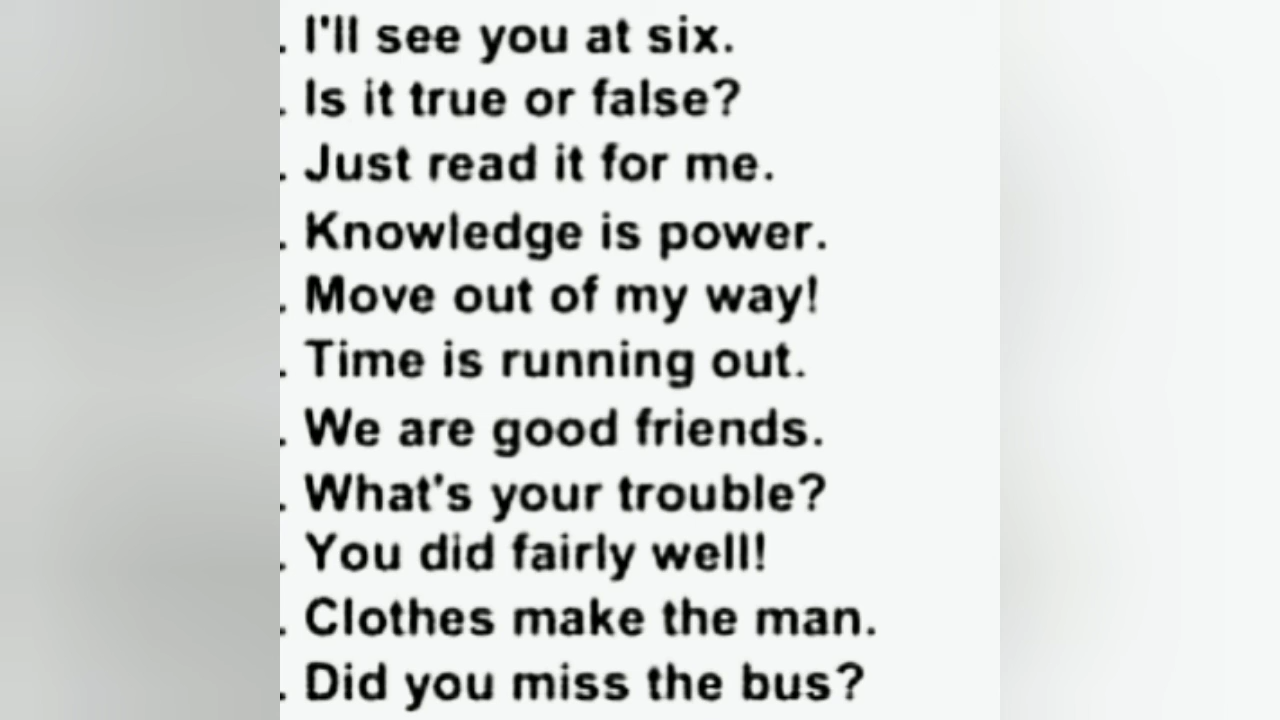 . I'll see you at six.
. Is it true or false?
. Just read it for me.
. Knowledge is power.
. Move out of my way!
. Time is running out.
. We are good friends.
. What's your trouble?
. You did fairly well!
. Clothes make the man.
. Did you miss the bus?